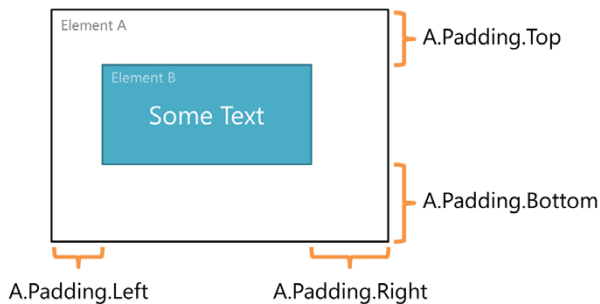 Element A
A.Padding.Top
Element B
Some Text
A.Padding.Bottom
A.Padding.Left
A.Padding.Right